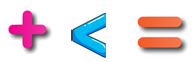 + < =